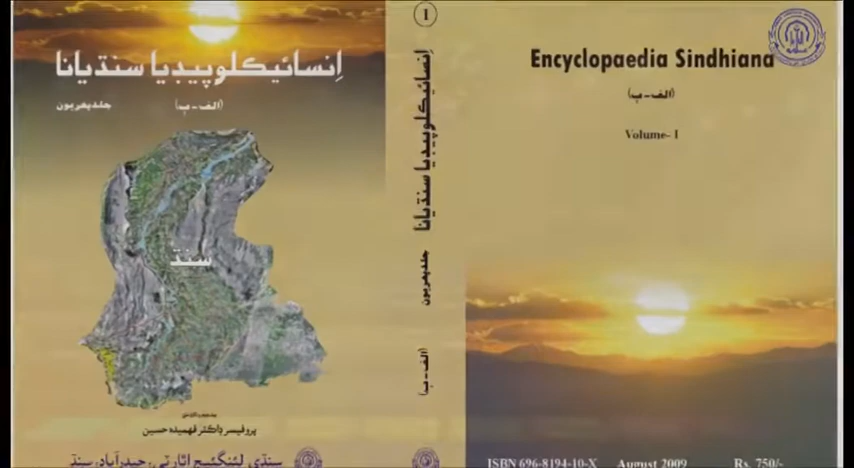 اِنسائيڪلوپيڊيا سنڌيانا
(الف - ٻ)
جلد پهريون
سنڌ
پروفيسر ڊاڪٽر فهميده حسين
سنڌي لئنگئيج اٿارٽي، حيدرآباد، سنڌ
1
اِنسائيڪلوپيڊيا سنڌيانا
جلد پهريون
(الف - ٻ)
Encyclopaedia Sindhiana
(الف - ٻ)
Volume- I
ISBN 696-8194-10-X August 2009 Rs. 750/-